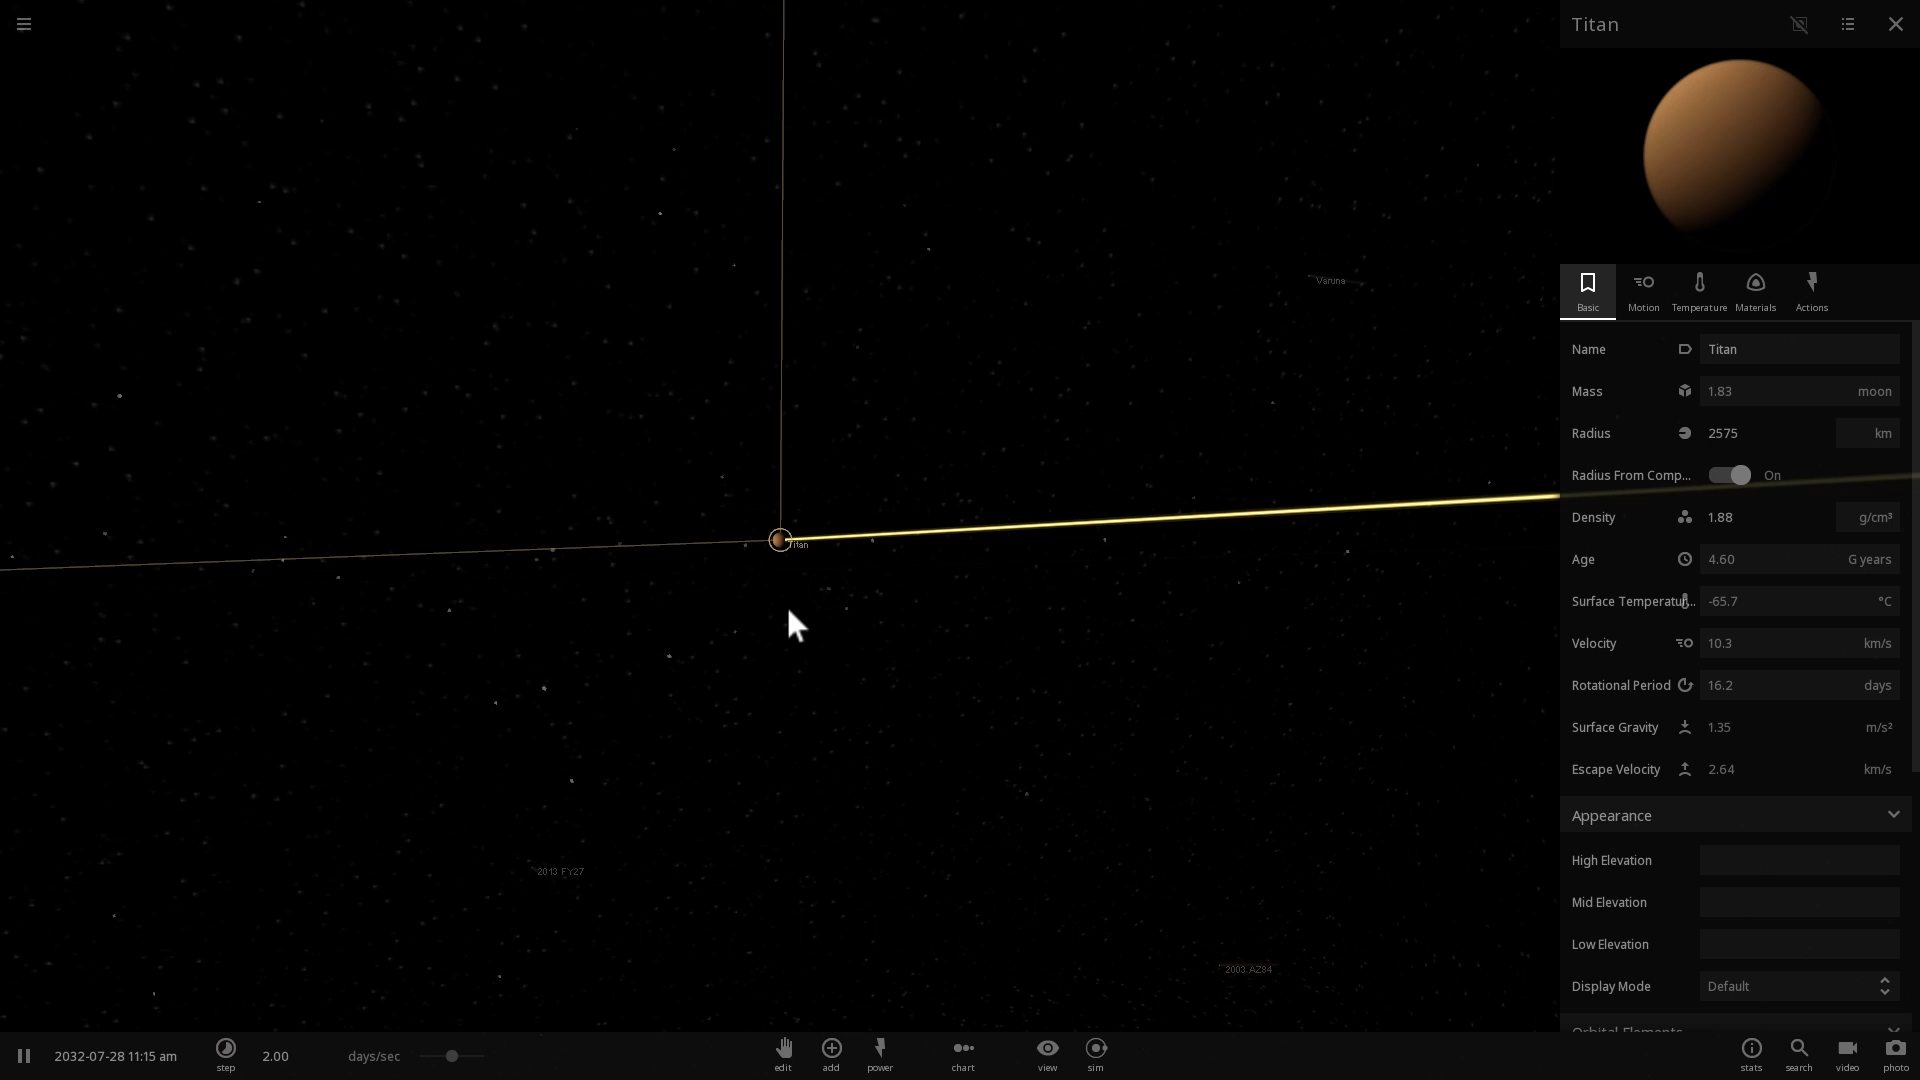 Titan
Varuna
Titan
2013 FY27
2003 AZ84
Basic
Motion
Temperature
Materials
Actions
Name Titan
Mass 1.83 moon
Radius 2575 km
Radius From Comp... On
Density 1.88 g/cm³
Age 4.60 G years
Surface Temperatur... -65.7 °C
Velocity 10.3 km/s
Rotational Period 16.2 days
Surface Gravity 1.35 m/s²
Escape Velocity 2.64 km/s
Appearance
High Elevation
Mid Elevation
Low Elevation
Display Mode Default
Orbital Elements
2032-07-28 11:15 am
step
2.00 days/sec
edit
add
power
chart
view
sim
stats
search
video
photo